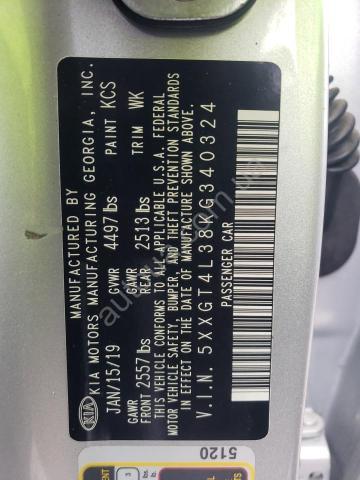 MANUFACTURED BY
KIA MOTORS MANUFACTURING GEORGIA, INC.
JAN/15/19 GVWR 4497 lbs PAINT KCS
GAWR FRONT 2557 lbs GAWR REAR 2513 lbs TRIM WK
THIS VEHICLE CONFORMS TO ALL APPLICABLE U.S.A. FEDERAL
MOTOR VEHICLE SAFETY, BUMPER, AND THEFT PREVENTION STANDARDS
IN EFFECT ON THE DATE OF MANUFACTURE SHOWN ABOVE.
V.I.N. 5XXGT4L38KG340324
PASSENGER CAR
KIA
5120